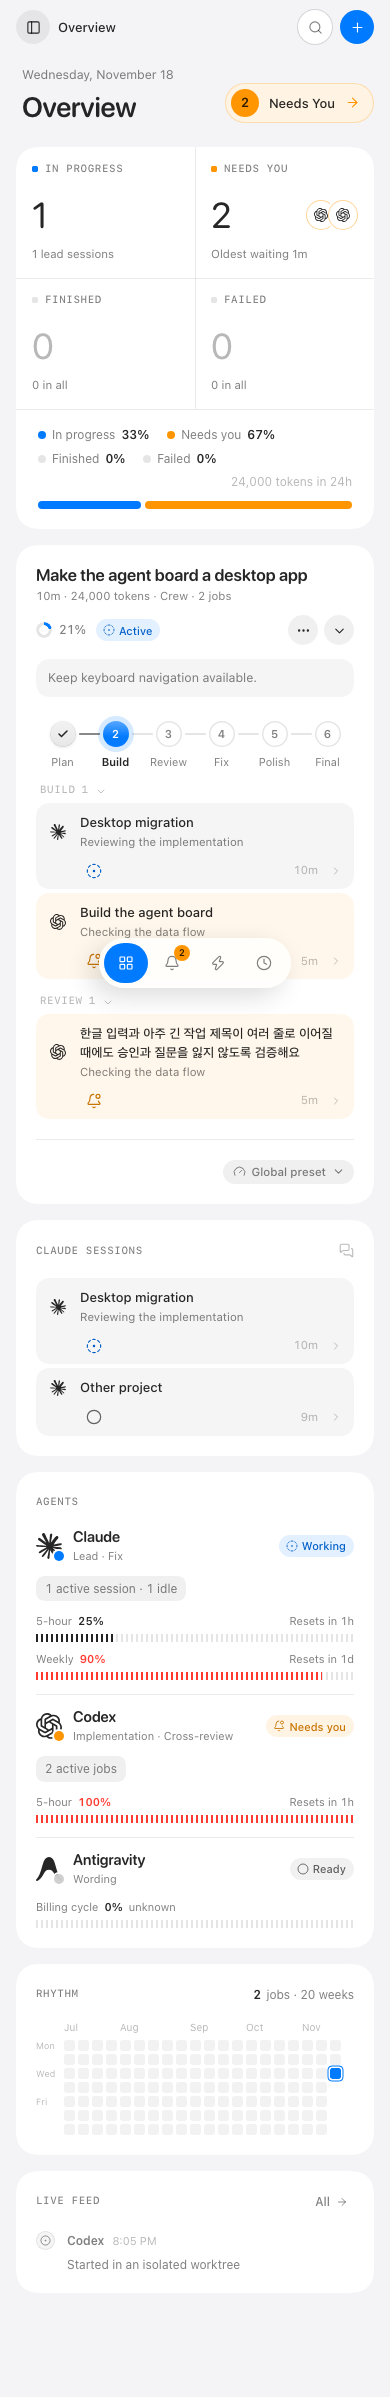 Overview
Wednesday, November 18
Overview
2 Needs You
IN PROGRESS
1
1 lead sessions
NEEDS YOU
2
Oldest waiting 1m
FINISHED
0
0 in all
FAILED
0
0 in all
In progress 33% Needs you 67%
Finished 0% Failed 0%
24,000 tokens in 24h
Make the agent board a desktop app
10m · 24,000 tokens · Crew · 2 jobs
21% Active
Keep keyboard navigation available.
2 3 4 5 6
Plan Build Review Fix Polish Final
BUILD 1
Desktop migration
Reviewing the implementation
10m
Build the agent board
Checking the data flow
5m
2
REVIEW 1
한글 입력과 아주 긴 작업 제목이 여러 줄로 이어질
때에도 승인과 질문을 잃지 않도록 검증해요
Checking the data flow
5m
Global preset
CLAUDE SESSIONS
Desktop migration
Reviewing the implementation
10m
Other project
9m
AGENTS
Claude
Lead · Fix
Working
1 active session · 1 idle
5-hour 25% Resets in 1h
Weekly 90% Resets in 1d
Codex
Implementation · Cross-review
Needs you
2 active jobs
5-hour 100% Resets in 1h
Antigravity
Wording
Ready
Billing cycle 0% unknown
RHYTHM 2 jobs · 20 weeks
Jul Aug Sep Oct Nov
Mon
Wed
Fri
LIVE FEED All
Codex 8:05 PM
Started in an isolated worktree